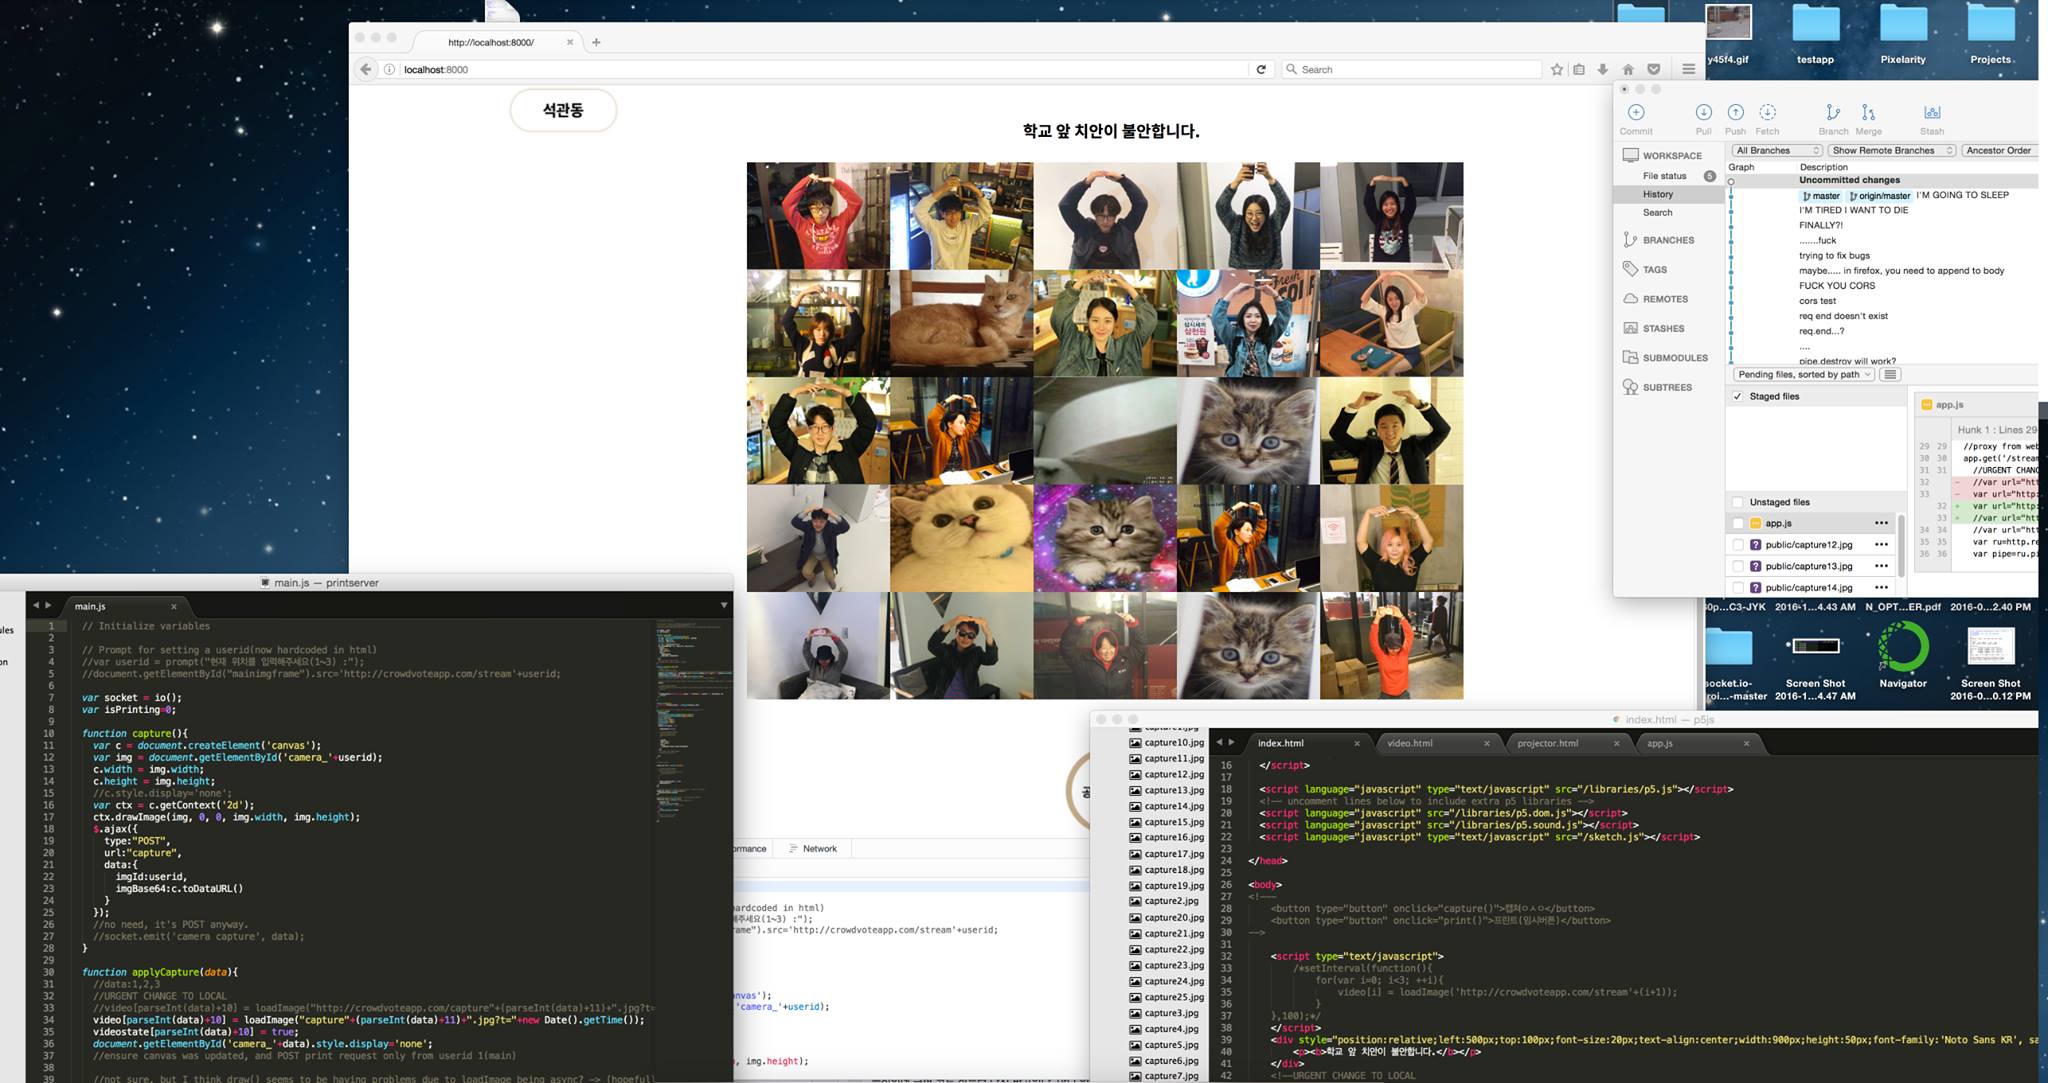 http://localhost:8000/
localhost:8000
Search
석관동
학교 앞 치안이 불안합니다.
y45f4.gif
testapp
Pixelarity
Projects
Commit
Pull
Push
Fetch
Branch
Merge
Stash
WORKSPACE
File status
5
History
Search
BRANCHES
TAGS
REMOTES
STASHES
SUBMODULES
SUBTREES
All Branches
Show Remote Branches
Ancestor Order
Graph
Description
Uncommitted changes
master origin/master I'M GOING TO SLEEP
I'M TIRED I WANT TO DIE
FINALLY?!
.......fuck
trying to fix bugs
maybe..... in firefox, you need to append to body
FUCK YOU CORS
cors test
req end doesn't exist
req.end...?
....
pipe.destroy will work?
Pending files, sorted by path
Staged files
Unstaged files
app.js
public/capture12.jpg
public/capture13.jpg
public/capture14.jpg
app.js
Hunk 1 : Lines 29
29 29 //proxy from web
30 30 app.get('/stream
31 31 //URGENT CHANG
32 - //var url="htt
33 - var url="http:
32 + var url="http:
33 + //var url="htt
34 34 //var url="htt
35 35 var ru=http.re
36 36 var pipe=ru.pi
30p...C3-JYK
2016-1...4.43 AM
N_OPT...ER.pdf
2016-0...2.40 PM
socket.io-
roi...-master
Screen Shot
2016-1...4.47 AM
Navigator
Screen Shot
2016-0...0.12 PM
main.js — printserver
main.js
1 // Initialize variables
2
3 // Prompt for setting a userid(now hardcoded in html)
4 //var userid = prompt("현재 위치를 입력해주세요(1~3) :");
5 //document.getElementById("mainimgframe").src='http://crowdvoteapp.com/stream'+userid;
6
7 var socket = io();
8 var isPrinting=0;
9
10 function capture(){
11 var c = document.createElement('canvas');
12 var img = document.getElementById('camera_'+userid);
13 c.width = img.width;
14 c.height = img.height;
15 //c.style.display='none';
16 var ctx = c.getContext('2d');
17 ctx.drawImage(img, 0, 0, img.width, img.height);
18 $.ajax({
19 type:"POST",
20 url:"capture",
21 data:{
22 imgId:userid,
23 imgBase64:c.toDataURL()
24 }
25 });
26 //no need, it's POST anyway.
27 //socket.emit('camera capture', data);
28 }
29
30 function applyCapture(data){
31 //data:1,2,3
32 //URGENT CHANGE TO LOCAL
33 //video[parseInt(data)+10] = loadImage("http://crowdvoteapp.com/capture"+(parseInt(data)+11)+".jpg?t=
34 video[parseInt(data)+10] = loadImage("capture"+(parseInt(data)+11)+".jpg?t="+new Date().getTime());
35 videostate[parseInt(data)+10] = true;
36 document.getElementById('camera_'+data).style.display='none';
37 //ensure canvas was updated, and POST print request only from userid 1(main)
38
39 //not sure, but I think draw() seems to be having problems due to loadImage being async? -> (hopefull
ormance
Network
ardcoded in html)
해주세요(1~3) :");
rame").src='http://crowdvoteapp.com/stream'+userid;
anvas');
'camera_'+userid);
, img.height);
index.html — p5js
capture10.jpg
capture11.jpg
capture12.jpg
capture13.jpg
capture14.jpg
capture15.jpg
capture16.jpg
capture17.jpg
capture18.jpg
capture19.jpg
capture2.jpg
capture20.jpg
capture21.jpg
capture22.jpg
capture23.jpg
capture24.jpg
capture25.jpg
capture3.jpg
capture4.jpg
capture5.jpg
capture6.jpg
capture7.jpg
index.html
video.html
projector.html
app.js
16 </script>
17
18 <script language="javascript" type="text/javascript" src="/libraries/p5.js"></script>
19 <!-- uncomment lines below to include extra p5 libraries -->
20 <script language="javascript" src="/libraries/p5.dom.js"></script>
21 <script language="javascript" src="/libraries/p5.sound.js"></script>
22 <script language="javascript" type="text/javascript" src="/sketch.js"></script>
23
24 </head>
25
26 <body>
27 <!--
28 <button type="button" onclick="capture()">캡쳐ㅇㅅㅇ</button>
29 <button type="button" onclick="print()">프린트(임시버튼)</button>
30 -->
31
32 <script type="text/javascript">
33 /*setInterval(function(){
34 for(var i=0; i<3; ++i){
35 video[i] = loadImage('http://crowdvoteapp.com/stream'+(i+1));
36 }
37 },100);*/
38 </script>
39 <div style="position:relative;left:500px;top:100px;font-size:20px;text-align:center;width:900px;height:50px;font-family:'Noto Sans KR', sa
40 <p><b>학교 앞 치안이 불안합니다.</b></p>
41 </div>
42 <!--URGENT CHANGE TO LOCAL